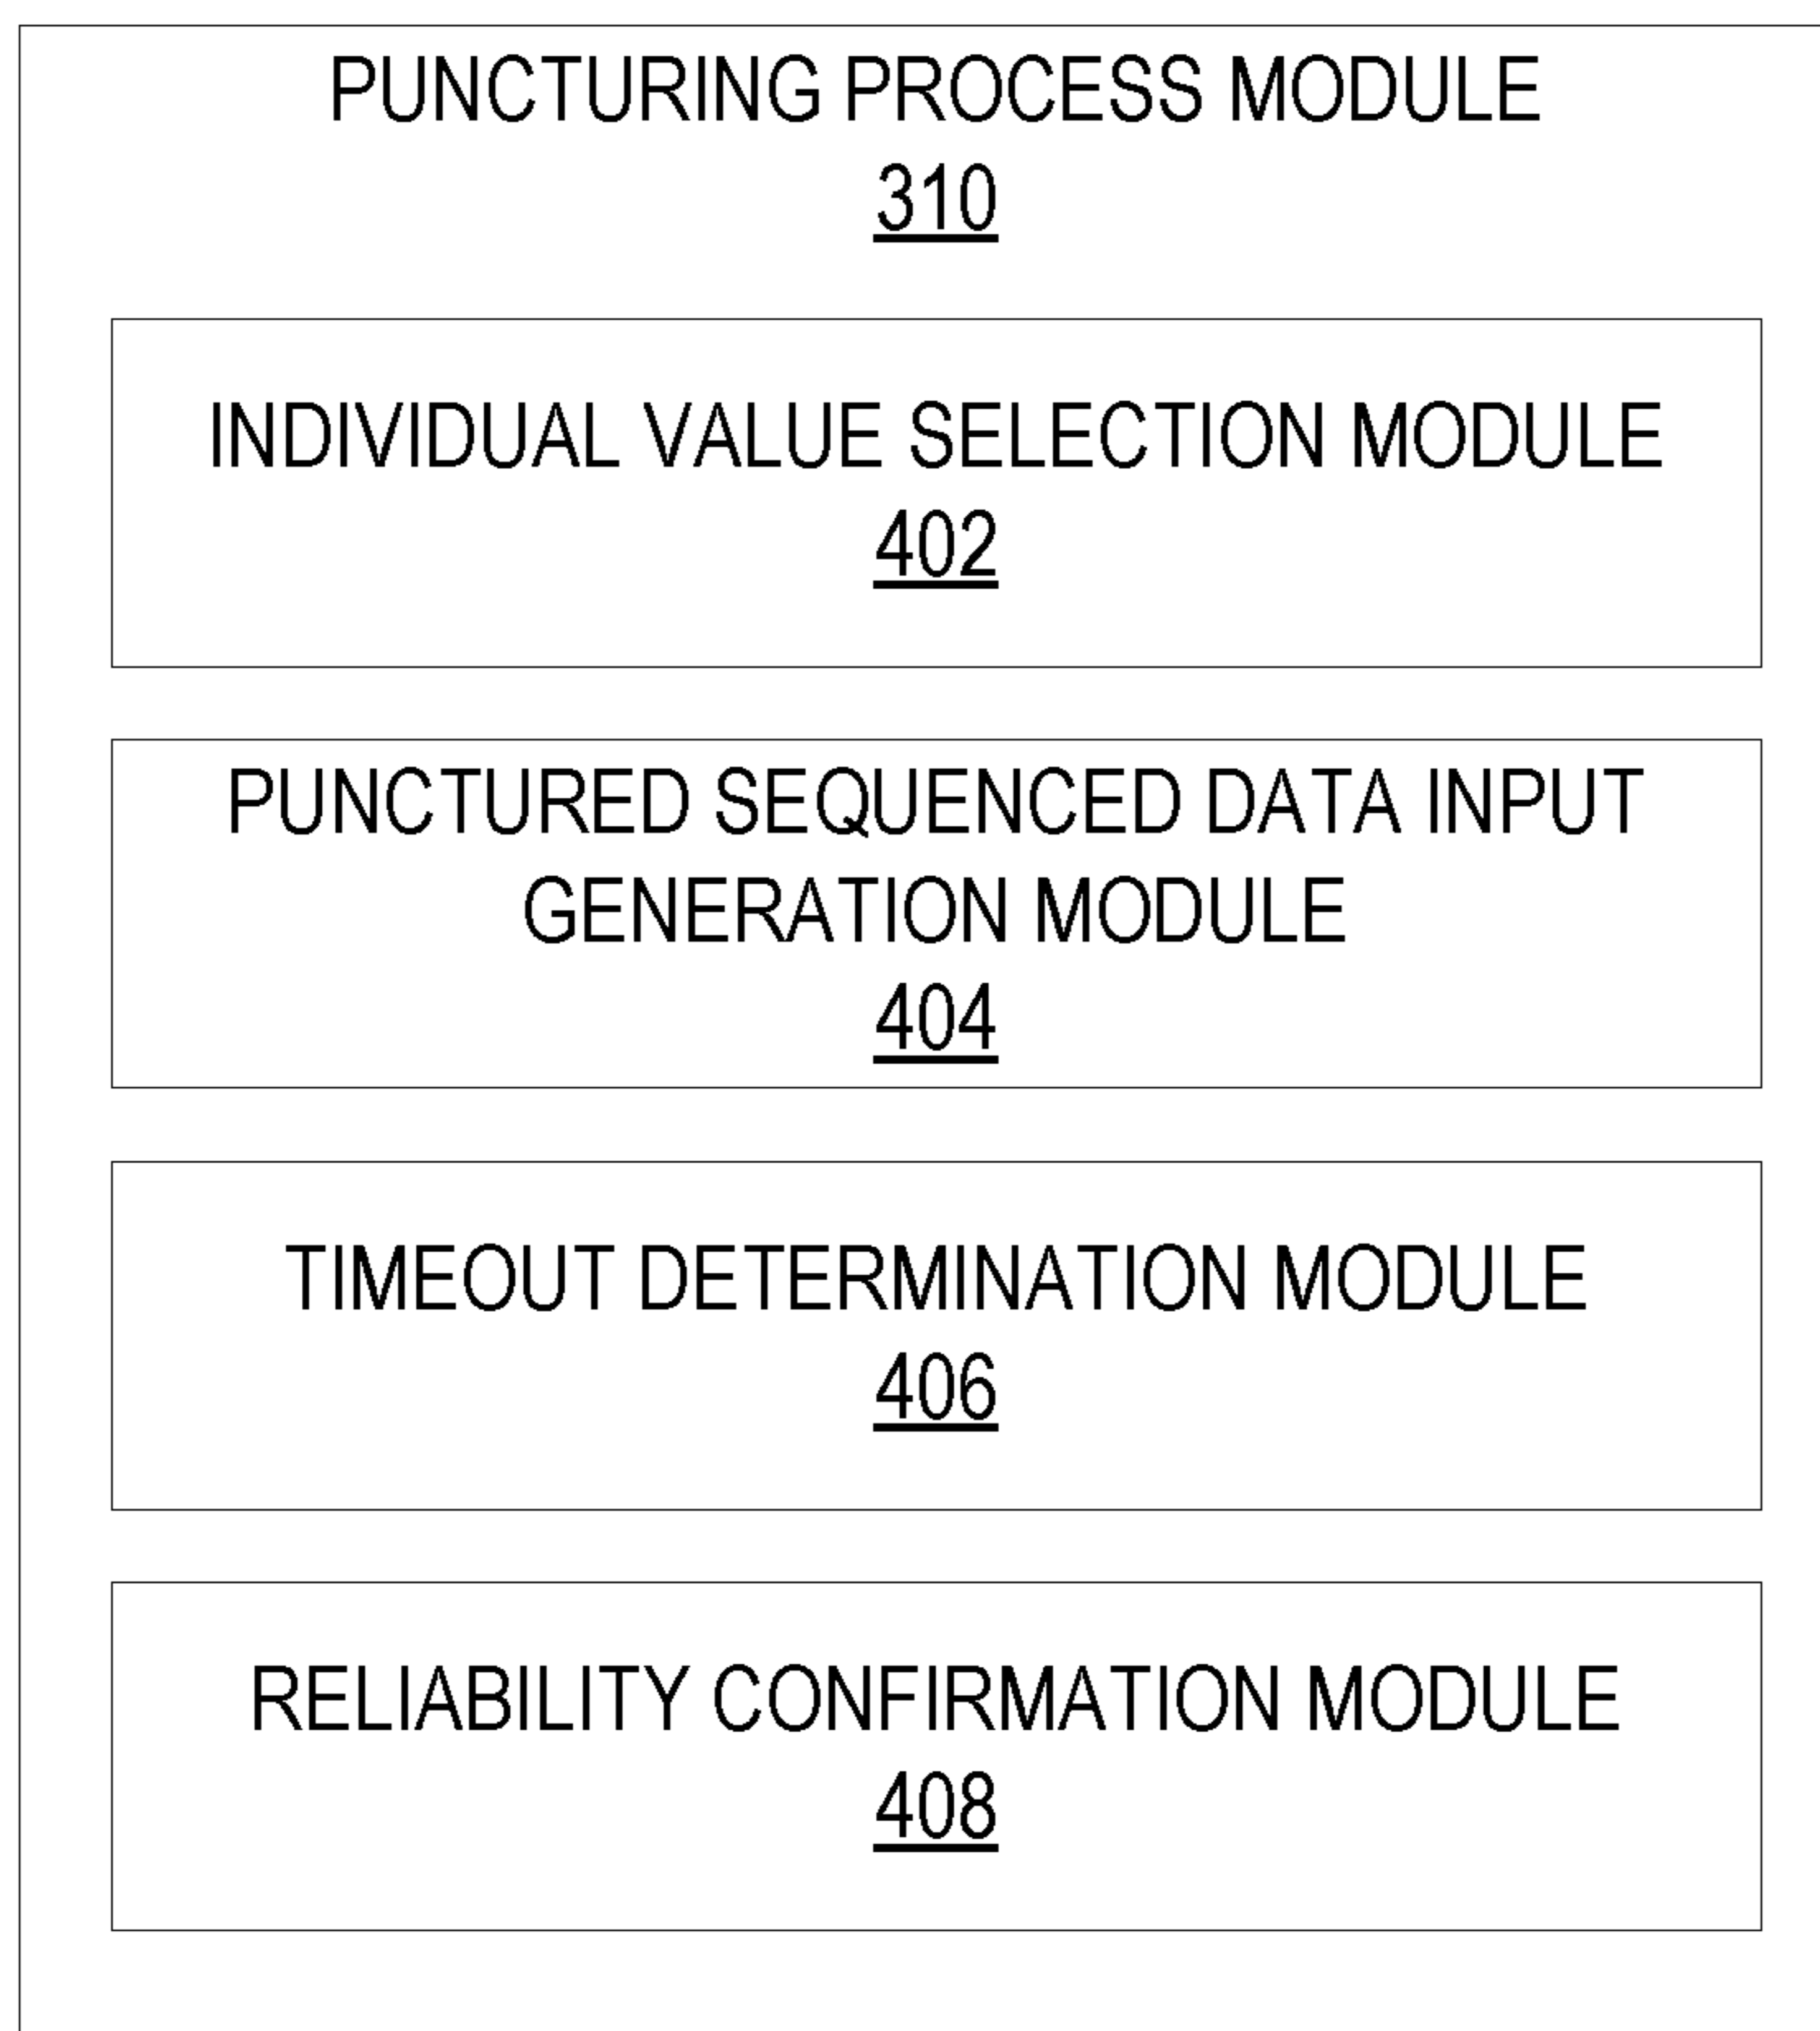 PUNCTURING PROCESS MODULE
310
INDIVIDUAL VALUE SELECTION MODULE
402
PUNCTURED SEQUENCED DATA INPUT
GENERATION MODULE
404
TIMEOUT DETERMINATION MODULE
406
RELIABILITY CONFIRMATION MODULE
408